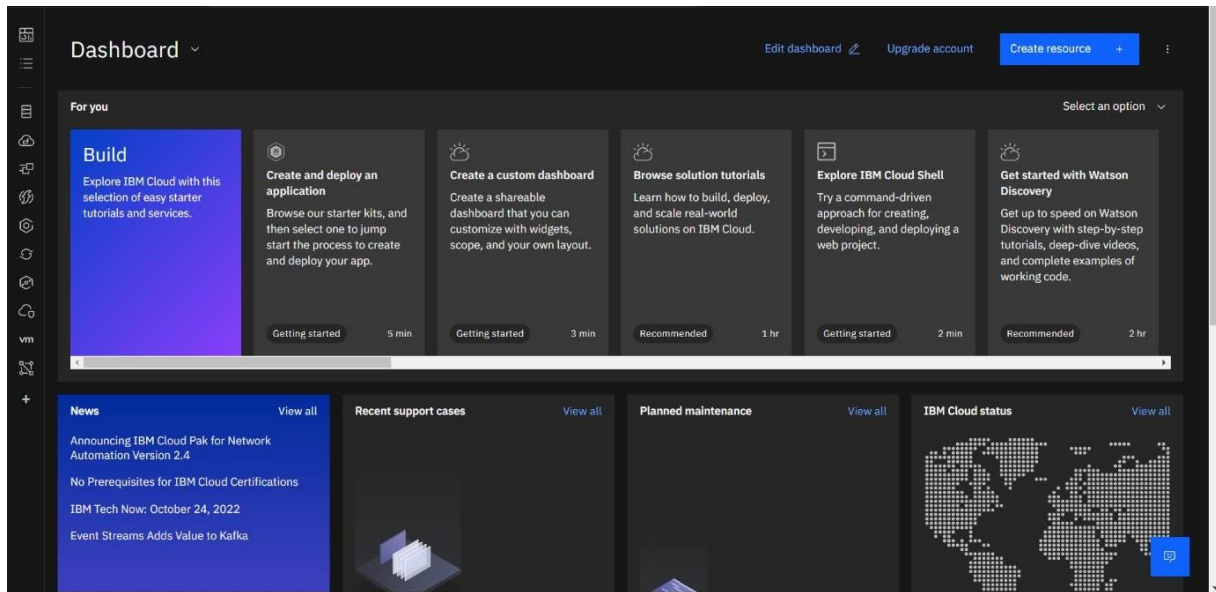 Dashboard
Edit dashboard
Upgrade account
Create resource +
For you
Select an option
Build
Explore IBM Cloud with this
selection of easy starter
tutorials and services.
Create and deploy an
application
Browse our starter kits, and
then select one to jump
start the process to create
and deploy your app.
Getting started
5 min
Create a custom dashboard
Create a shareable
dashboard that you can
customize with widgets,
scope, and your own layout.
Getting started
3 min
Browse solution tutorials
Learn how to build, deploy,
and scale real-world
solutions on IBM Cloud.
Recommended
1 hr
Explore IBM Cloud Shell
Try a command-driven
approach for creating,
developing, and deploying a
web project.
Getting started
2 min
Get started with Watson
Discovery
Get up to speed on Watson
Discovery with step-by-step
tutorials, deep-dive videos,
and complete examples of
working code.
Recommended
2 hr
vm
News
View all
Announcing IBM Cloud Pak for Network
Automation Version 2.4
No Prerequisites for IBM Cloud Certifications
IBM Tech Now: October 24, 2022
Event Streams Adds Value to Kafka
Recent support cases
View all
Planned maintenance
View all
IBM Cloud status
View all